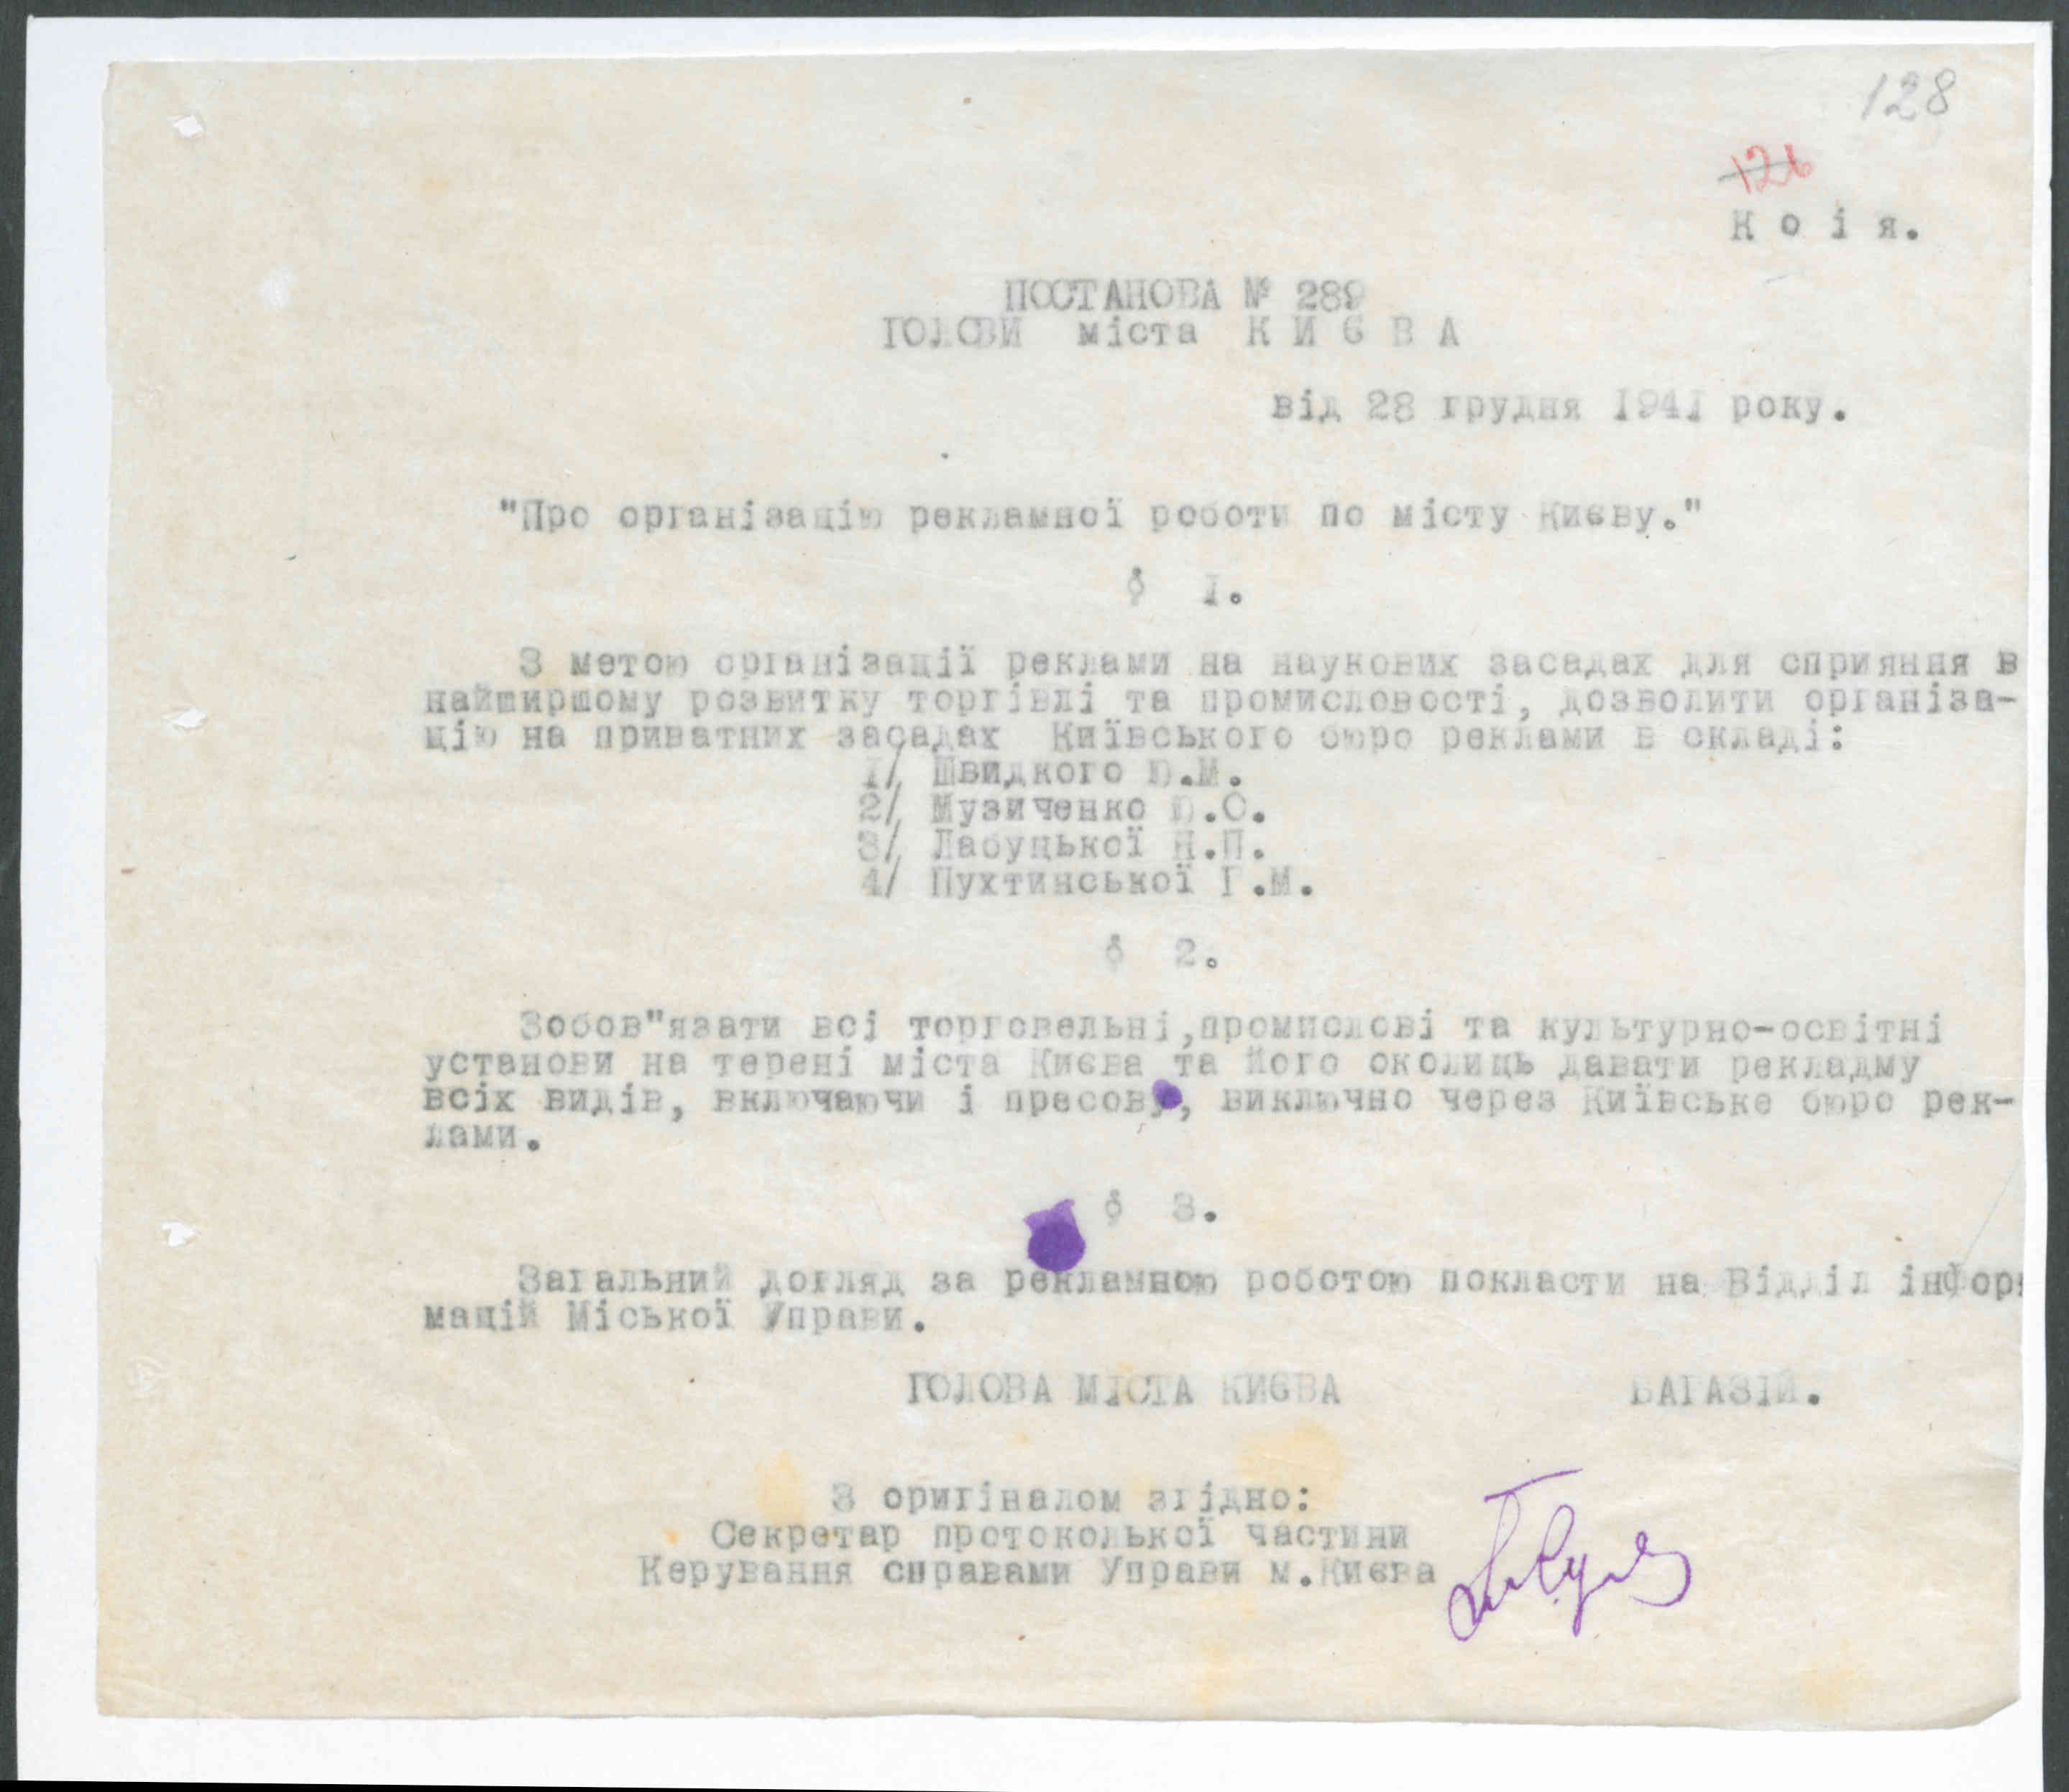 128
126
К о і я.
ПОСТАНОВА № 289
ГОЛОВИ міста К И Є В А
від 28 грудня 1941 року.
"Про організацію рекламної роботи по місту Києву."
§ 1.
З метою організації реклами на наукових засадах для сприяння в
найширшому розвитку торгівлі та промисловості, дозволити організа-
цію на приватних засадах Київського бюро реклами в складі:
1/ Швидкого Ю.М.
2/ Музиченко Ю.О.
3/ Лабуцької Н.П.
4/ Пухтинської Г.М.
§ 2.
Зобов"язати всі торговельні,промислові та культурно-освітні
установи на терені міста Києва та його околиць давати рекладму
всіх видів, включаючи і пресову, виключно через Київське бюро рек-
лами.
§ 3.
Загальний догляд за рекламною роботою покласти на Відділ інфор-
мацій Міської Управи.
ГОЛОВА МІСТА КИЄВА БАГАЗІЙ.
З оригіналом згідно:
Секретар протоколької частини
Керування справами Управи м.Києва